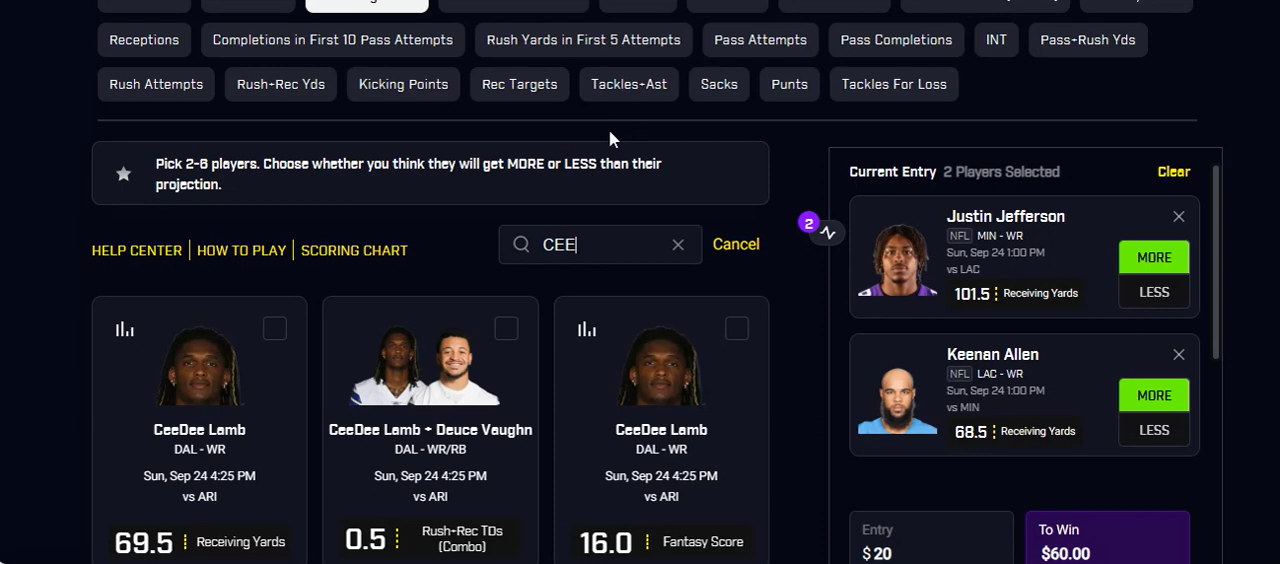 Receptions
Completions in First 10 Pass Attempts
Rush Yards in First 5 Attempts
Pass Attempts
Pass Completions
INT
Pass+Rush Yds
Rush Attempts
Rush+Rec Yds
Kicking Points
Rec Targets
Tackles+Ast
Sacks
Punts
Tackles For Loss
Pick 2-6 players. Choose whether you think they will get MORE or LESS than their
projection.
HELP CENTER
HOW TO PLAY
SCORING CHART
CEE
Cancel
CeeDee Lamb
DAL - WR
Sun, Sep 24 4:25 PM
vs ARI
69.5 Receiving Yards
CeeDee Lamb + Deuce Vaughn
DAL - WR/RB
Sun, Sep 24 4:25 PM
vs ARI
0.5 Rush+Rec TDs
(Combo)
CeeDee Lamb
DAL - WR
Sun, Sep 24 4:25 PM
vs ARI
16.0 Fantasy Score
2
Current Entry 2 Players Selected
Clear
Justin Jefferson
NFL MIN - WR
Sun, Sep 24 1:00 PM
vs LAC
101.5 Receiving Yards
MORE
LESS
Keenan Allen
NFL LAC - WR
Sun, Sep 24 1:00 PM
vs MIN
68.5 Receiving Yards
MORE
LESS
Entry
$20
To Win
$60.00